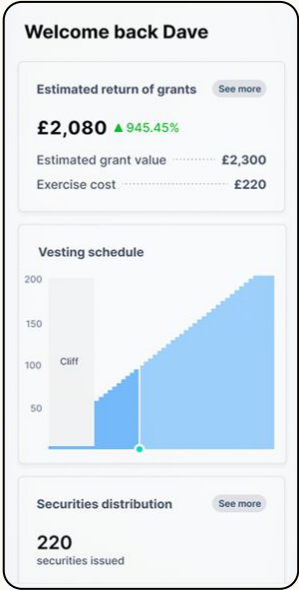 Welcome back Dave
Estimated return of grants See more
£2,080 ▲ 945.45%
Estimated grant value £2,300
Exercise cost £220
Vesting schedule
200
150
100
50
Cliff
Securities distribution See more
220
securities issued